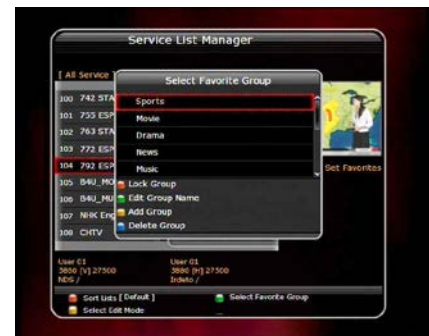 Service List Manager
[ All Service
Select Favorite Group
100 742 STA
101 755 ESP
102 763 STA
103 772 ESP
104 792 ESP
105 B4U_MO
106 B4U_MU
107 NHK Eng
108 CHTV
Sports
Movie
Drama
News
Music
Lock Group
Edit Group Name
Add Group
Delete Group
Set Favorites
User 01
3880 [V] 27500
NDS /
User 01
3880 [H] 27500
Irdeto /
Sort Lists [ Default ]
Select Favorite Group
Select Edit Mode